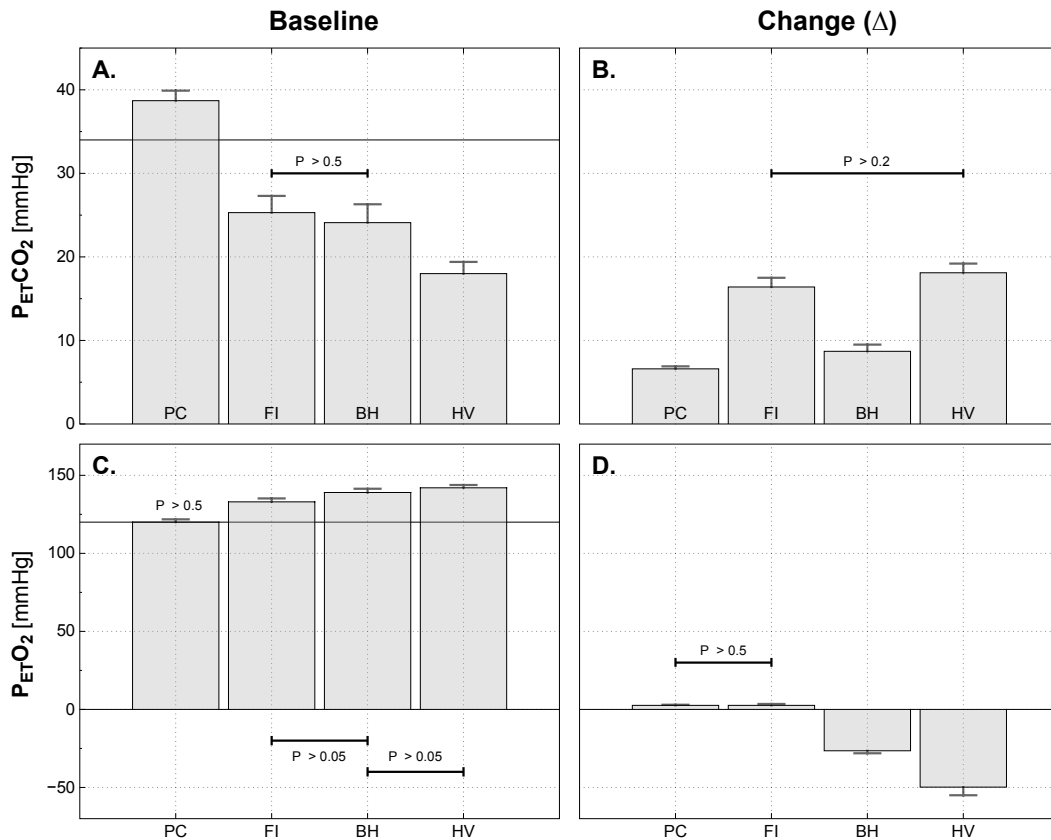 Baseline
Change (Δ)
A.
B.
40
30
20
10
0
P_ETCO₂ [mmHg]
P > 0.5
P > 0.2
PC
FI
BH
HV
PC
FI
BH
HV
C.
D.
150
100
50
0
−50
P_ETO₂ [mmHg]
P > 0.5
P > 0.5
P > 0.05
P > 0.05
PC
FI
BH
HV
PC
FI
BH
HV